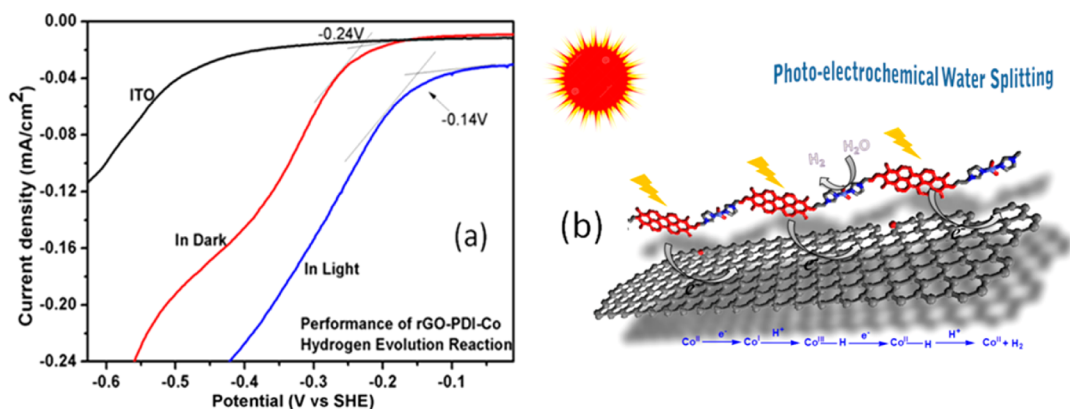 0.00
-0.04
-0.08
-0.12
-0.16
-0.20
-0.24
Current density (mA/cm²)
-0.6
-0.5
-0.4
-0.3
-0.2
-0.1
Potential (V vs SHE)
-0.24V
ITO
-0.14V
(a)
In Dark
In Light
Performance of rGO-PDI-Co
Hydrogen Evolution Reaction
Photo-electrochemical Water Splitting
H₂
H₂O
(b)
e⁻
e⁻
e⁻
e⁻ H⁺ e⁻ H⁺
Coᴵᴵ → Coᴵ → Coᴵᴵᴵ—H → Coᴵᴵ—H → Coᴵᴵ + H₂